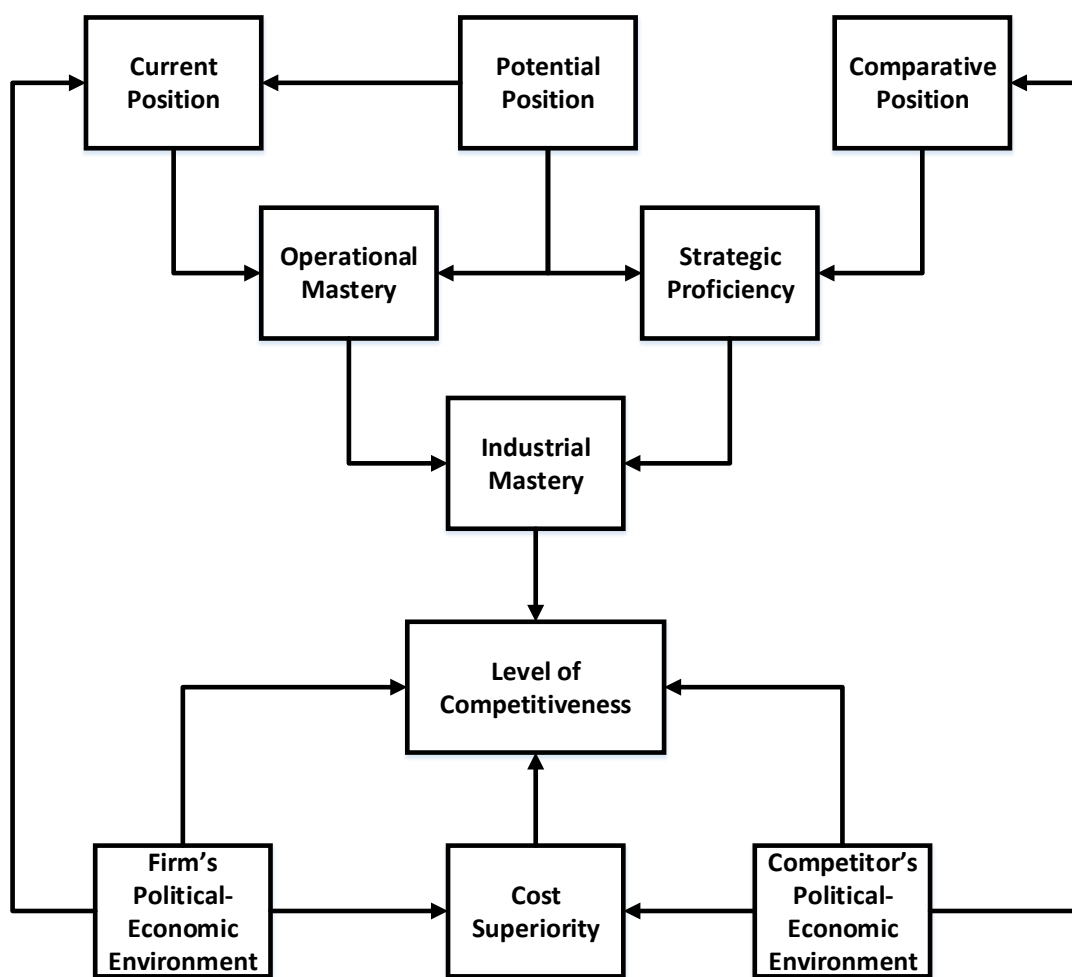 Current
Position
Potential
Position
Comparative
Position
Operational
Mastery
Strategic
Proficiency
Industrial
Mastery
Level of
Competitiveness
Firm’s
Political-
Economic
Environment
Cost
Superiority
Competitor’s
Political-
Economic
Environment